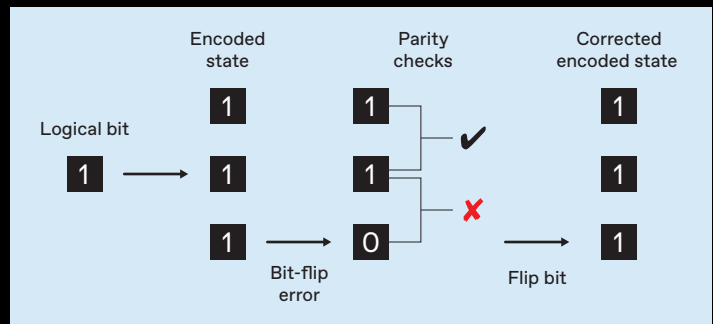 Encoded
state
Parity
checks
Corrected
encoded state
Logical bit
1
1
1
1
Bit-flip
error
1
1
0
✔
✘
Flip bit
1
1
1